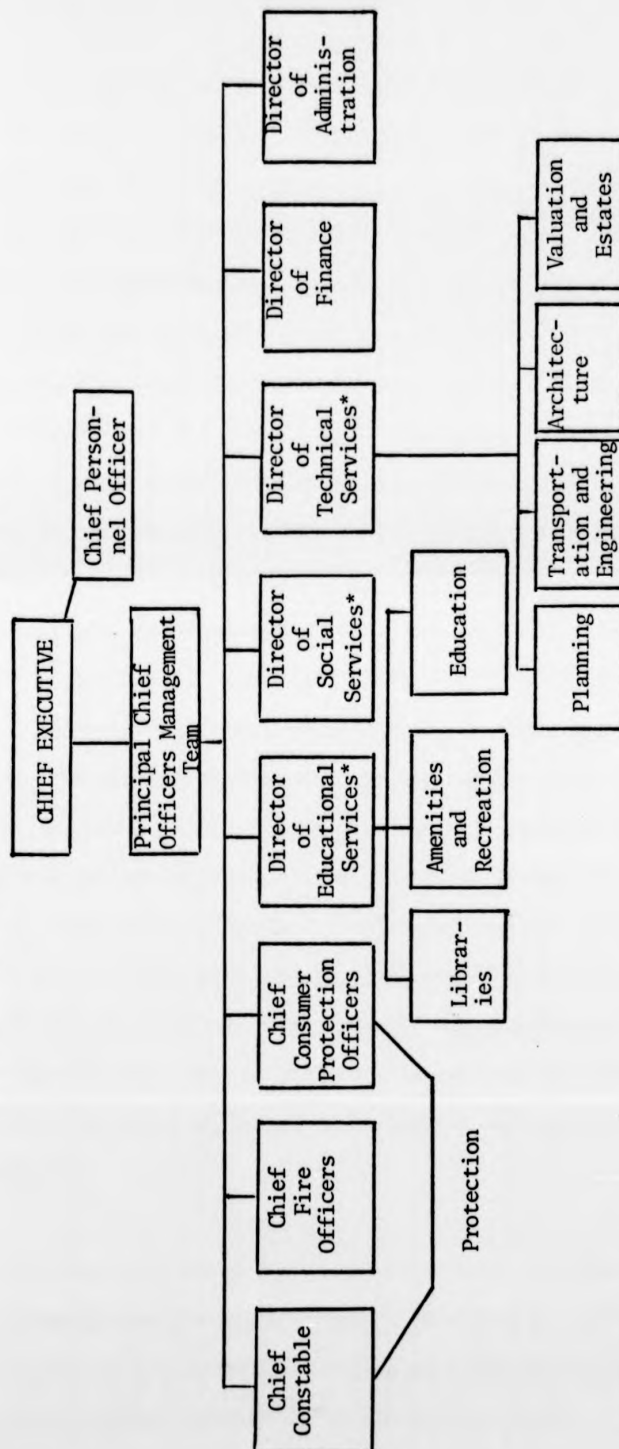 CHIEF EXECUTIVE
Chief Person-
nel Officer
Principal Chief
Officers Management
Team
Chief
Constable
Chief
Fire
Officers
Chief
Consumer
Protection
Officers
Director
of
Educational
Services*
Director
of
Social
Services*
Director
of
Technical
Services*
Director
of
Finance
Director
of
Adminis-
tration
Protection
Librar-
ies
Amenities
and
Recreation
Education
Planning
Transport-
ation and
Engineering
Architec-
ture
Valuation
and
Estates